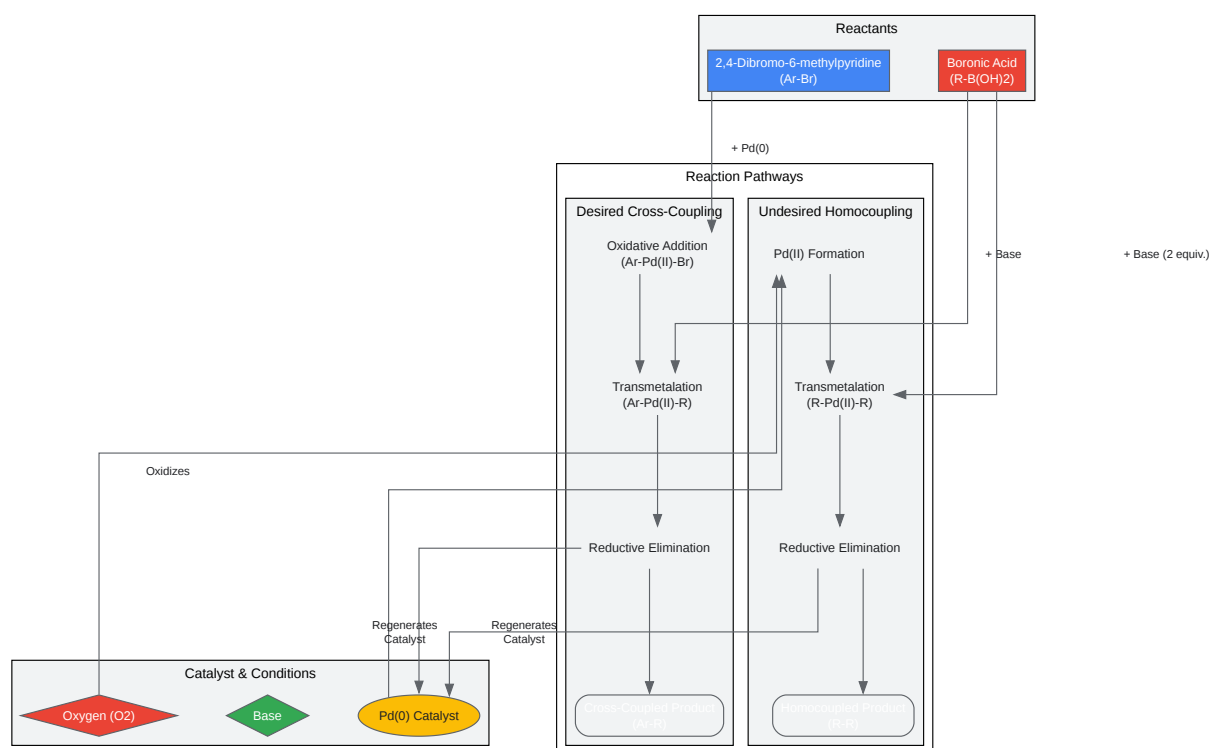 Reactants
2,4-Dibromo-6-methylpyridine
(Ar-Br)
Boronic Acid
(R-B(OH)2)
+ Pd(0)
Reaction Pathways
Desired Cross-Coupling
Undesired Homocoupling
Oxidative Addition
(Ar-Pd(II)-Br)
Pd(II) Formation
+ Base
+ Base (2 equiv.)
Transmetalation
(Ar-Pd(II)-R)
Transmetalation
(R-Pd(II)-R)
Oxidizes
Reductive Elimination
Reductive Elimination
Regenerates
Catalyst
Regenerates
Catalyst
Catalyst & Conditions
Oxygen (O2)
Base
Pd(0) Catalyst
Cross-Coupled Product
(Ar-R)
Homocoupled Product
(R-R)